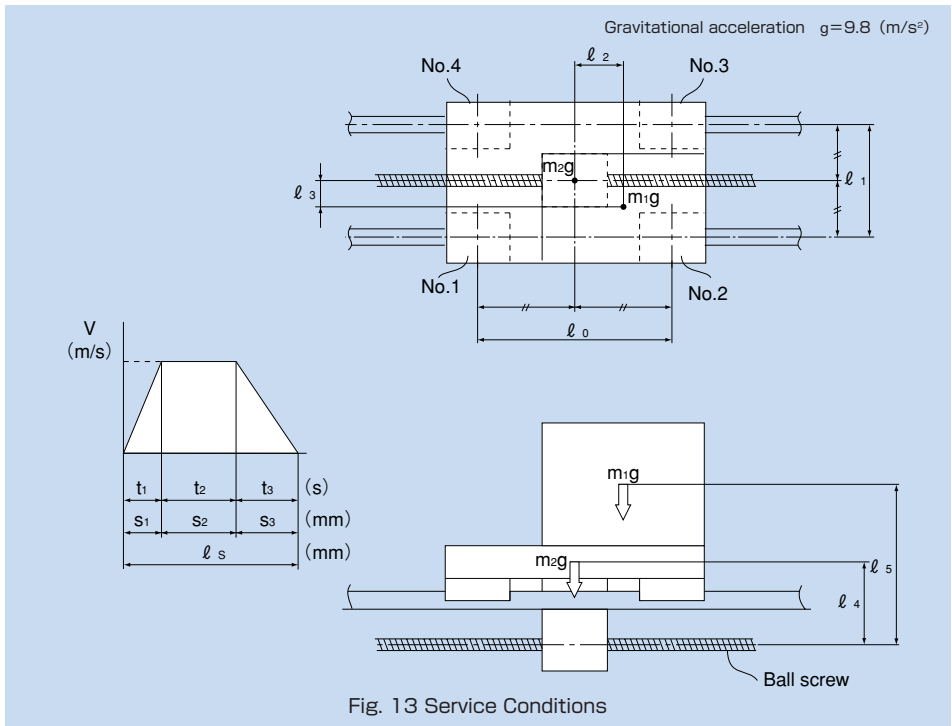 Gravitational acceleration g=9.8 (m/s²)
ℓ 2
No.4
No.3
m2g
ℓ 3
m1g
ℓ 1
No.1
No.2
ℓ 0
V
(m/s)
t1 t2 t3 (s)
s1 s2 s3 (mm)
ℓ s (mm)
m1g
m2g
ℓ 5
ℓ 4
Ball screw
Fig. 13 Service Conditions